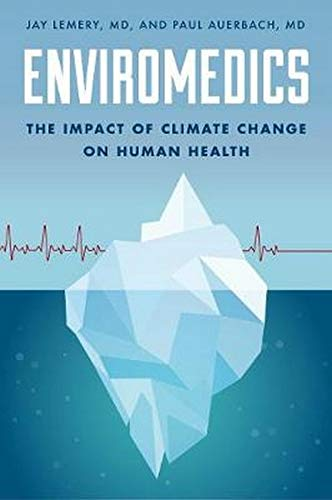 JAY LEMERY, MD, AND PAUL AUERBACH, MD
ENVIROMEDICS
THE IMPACT OF CLIMATE CHANGE
ON HUMAN HEALTH